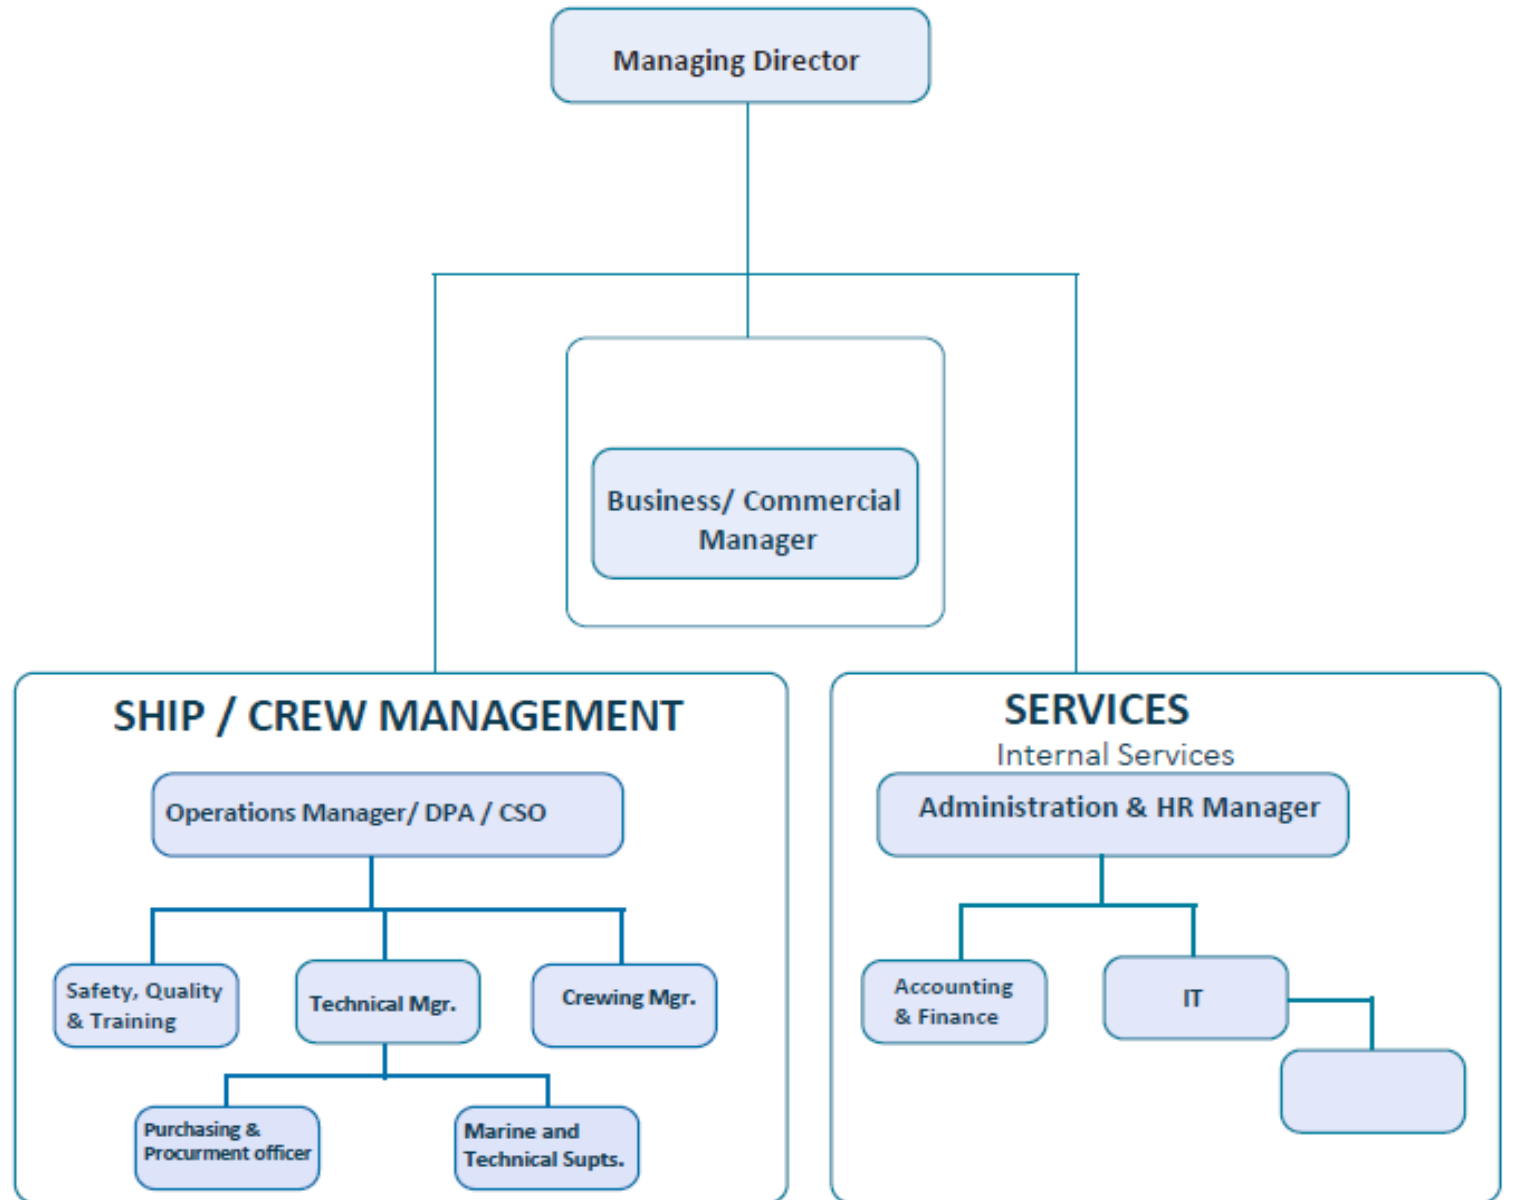 Managing Director
Business/ Commercial
Manager
SHIP / CREW MANAGEMENT
Operations Manager/ DPA / CSO
Safety, Quality
& Training
Technical Mgr.
Crewing Mgr.
Purchasing &
Procurment officer
Marine and
Technical Supts.
SERVICES
Internal Services
Administration & HR Manager
Accounting
& Finance
IT